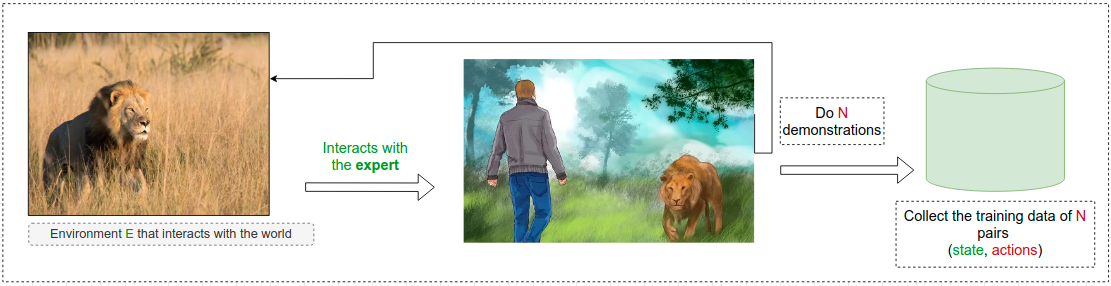 Environment E that interacts with the world
Interacts with
the expert
Do N
demonstrations
Collect the training data of N
pairs
(state, actions)